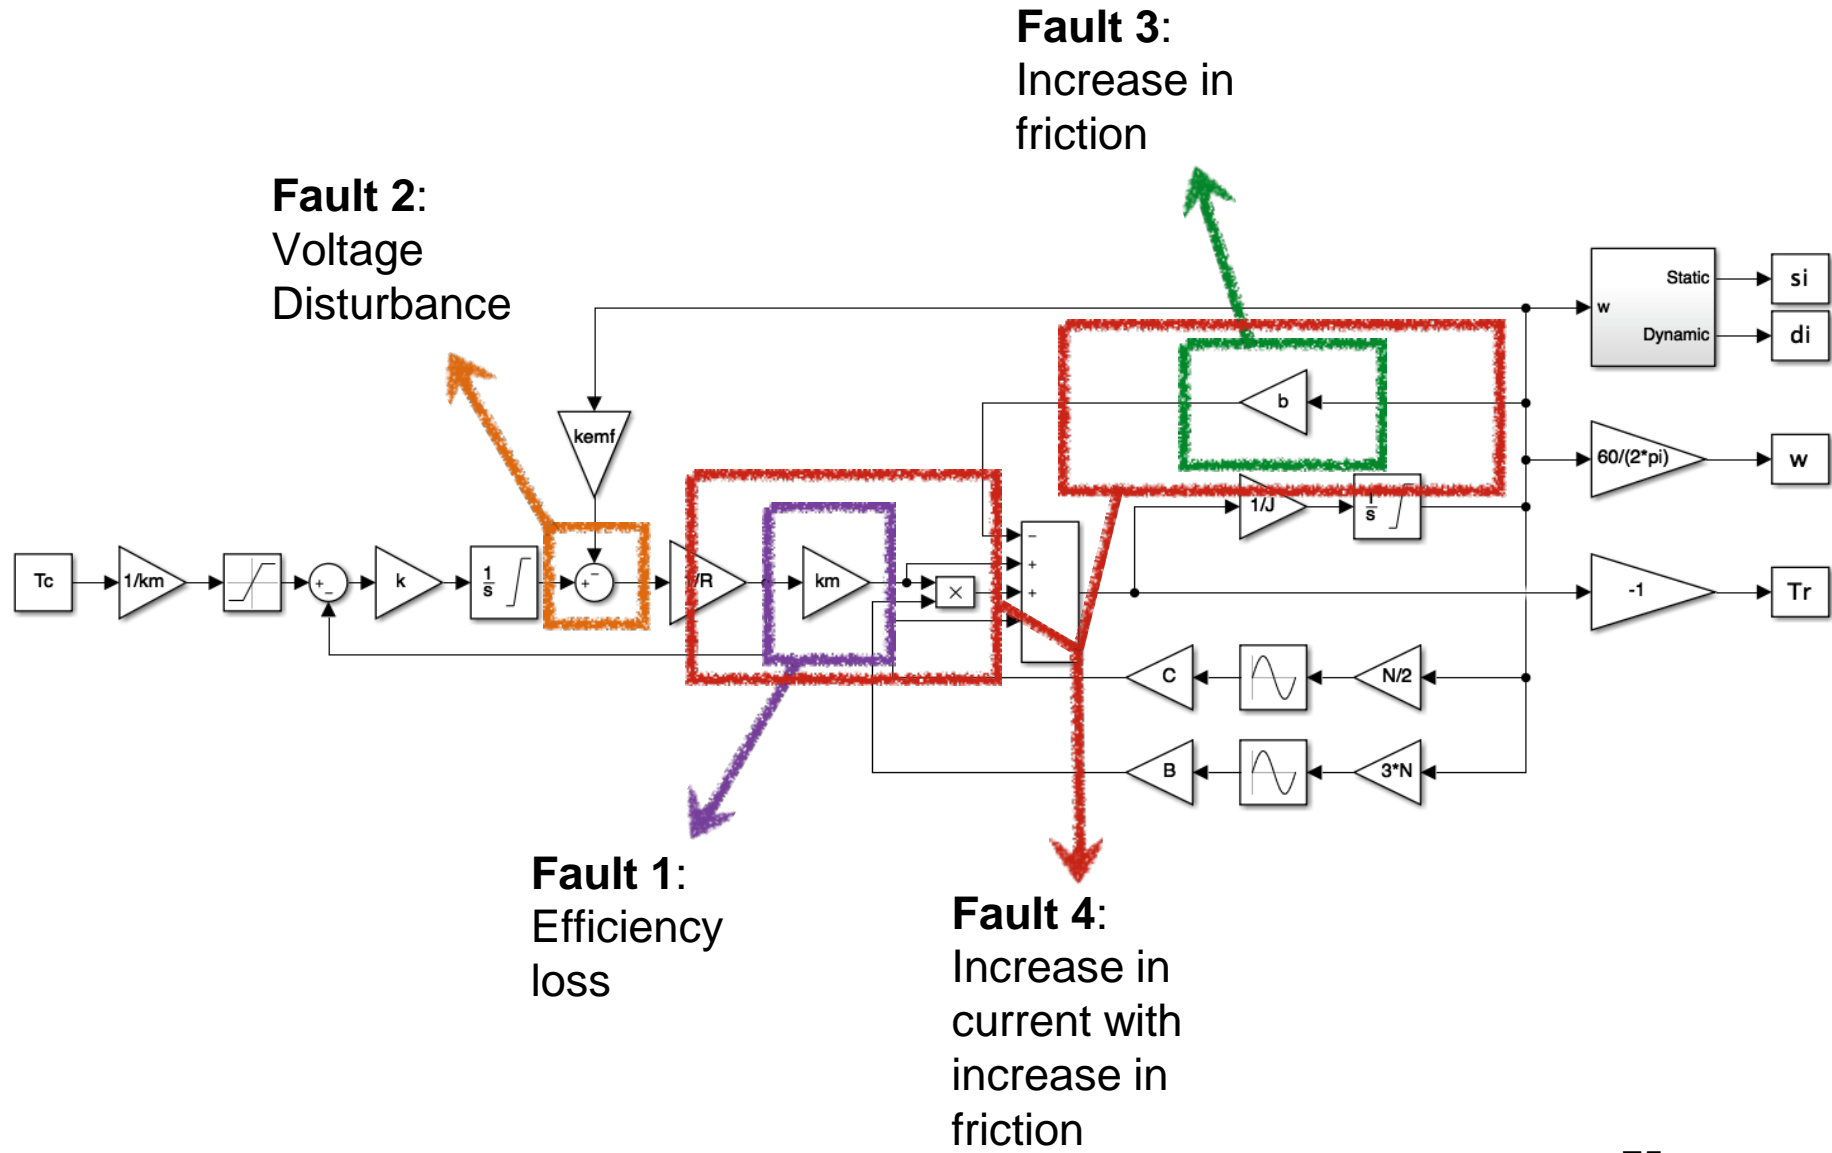 Fault 3:
Increase in
friction
Fault 2:
Voltage
Disturbance
Static
si
w
Dynamic
di
b
kemf
60/(2*pi)
w
1/J
1
s
Tc
1/km
+
−
k
1
s
+
−
1/R
km
×
−
+
+
-1
Tr
C
N/2
B
3*N
Fault 1:
Efficiency
loss
Fault 4:
Increase in
current with
increase in
friction